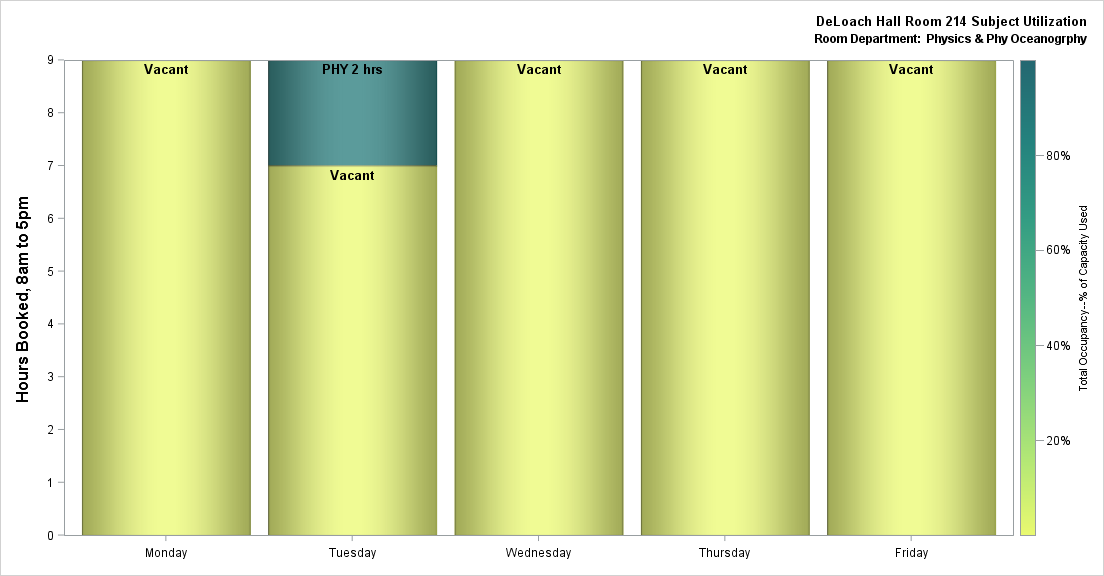 DeLoach Hall Room 214 Subject Utilization
Room Department: Physics & Phy Oceanogrphy
Hours Booked, 8am to 5pm
9
8
7
6
5
4
3
2
1
0
Vacant
PHY 2 hrs
Vacant
Vacant
Vacant
Vacant
Monday
Tuesday
Wednesday
Thursday
Friday
80%
60%
40%
20%
Total Occupancy--% of Capacity Used